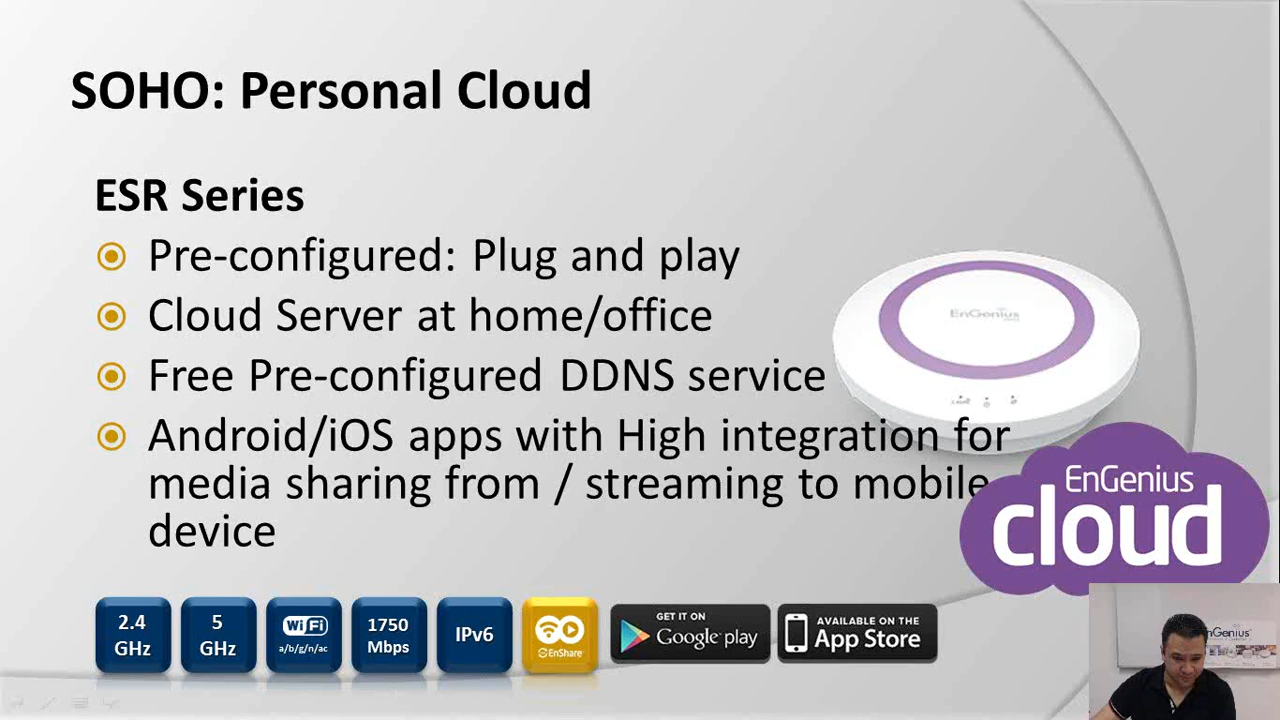 SOHO: Personal Cloud
ESR Series
Pre-configured: Plug and play
Cloud Server at home/office
Free Pre-configured DDNS service
Android/iOS apps with High integration for
media sharing from / streaming to mobile
device
EnGenius
EnGenius
cloud
2.4
GHz
5
GHz
WiFi
a/b/g/n/ac
1750
Mbps
IPv6
EnShare
GET IT ON
Google play
AVAILABLE ON THE
App Store
EnGenius